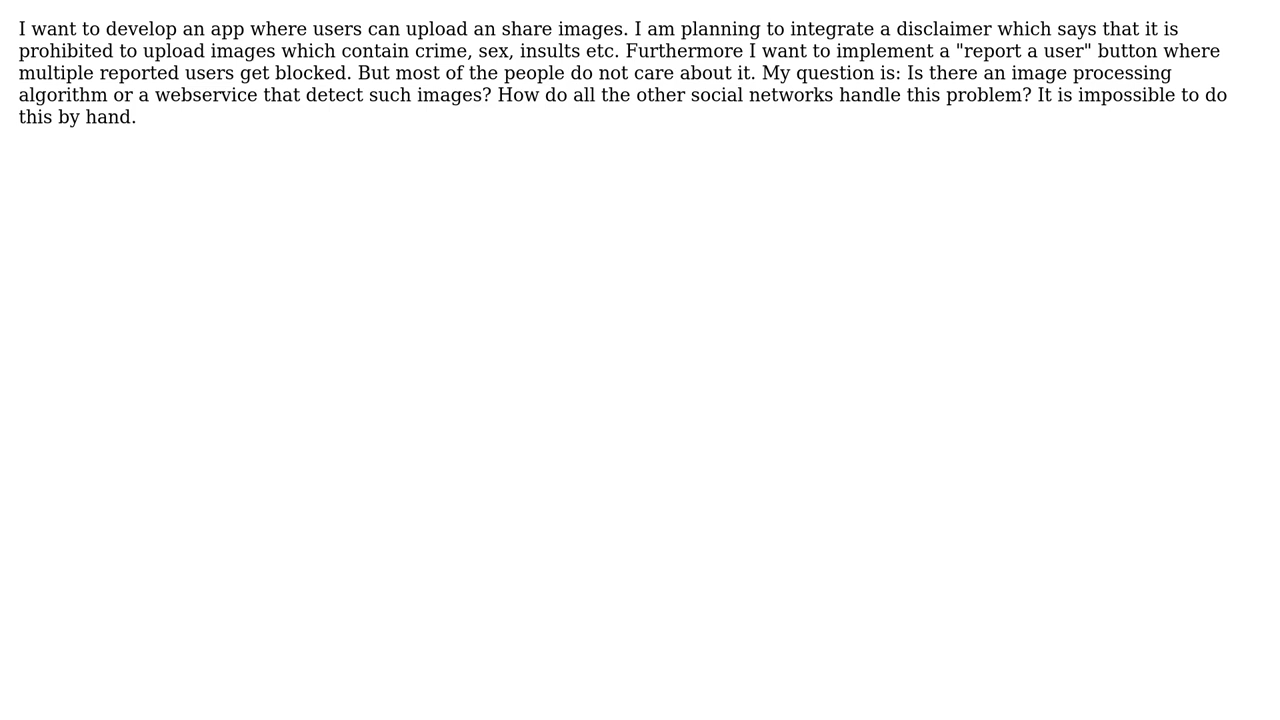 I want to develop an app where users can upload an share images. I am planning to integrate a disclaimer which says that it is
prohibited to upload images which contain crime, sex, insults etc. Furthermore I want to implement a "report a user" button where
multiple reported users get blocked. But most of the people do not care about it. My question is: Is there an image processing
algorithm or a webservice that detect such images? How do all the other social networks handle this problem? It is impossible to do
this by hand.